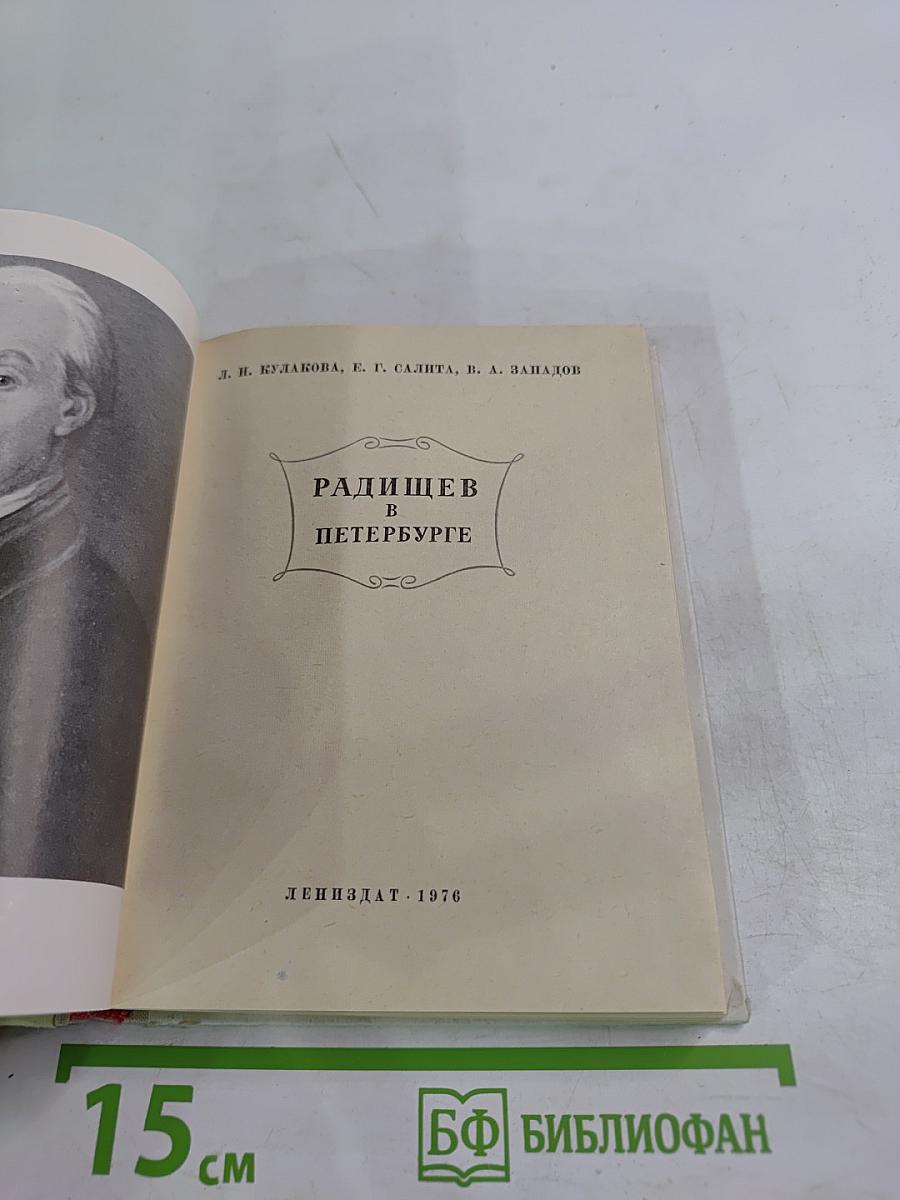 Л. И. КУЛАКОВА, Е. Г. САЛИТА, В. А. ЗАПАДОВ
РАДИЩЕВ
В
ПЕТЕРБУРГЕ
ЛЕНИЗДАТ · 1976
15 см
БФ БИБЛИОФАН